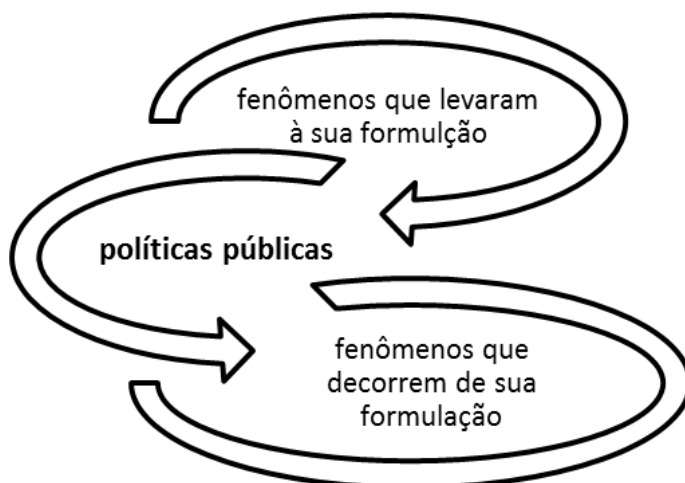 fenômenos que levaram
à sua formulção
políticas públicas
fenômenos que
decorrem de sua
formulação